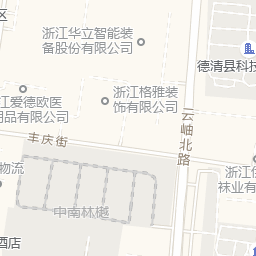 区
浙江华立智能装
备股份有限公司
德清县科技
江爱德欧医
用品有限公司
浙江格雅装
饰有限公司
云岫北路
丰庆街
物流
浙江
袜业有
中南林樾
酒店